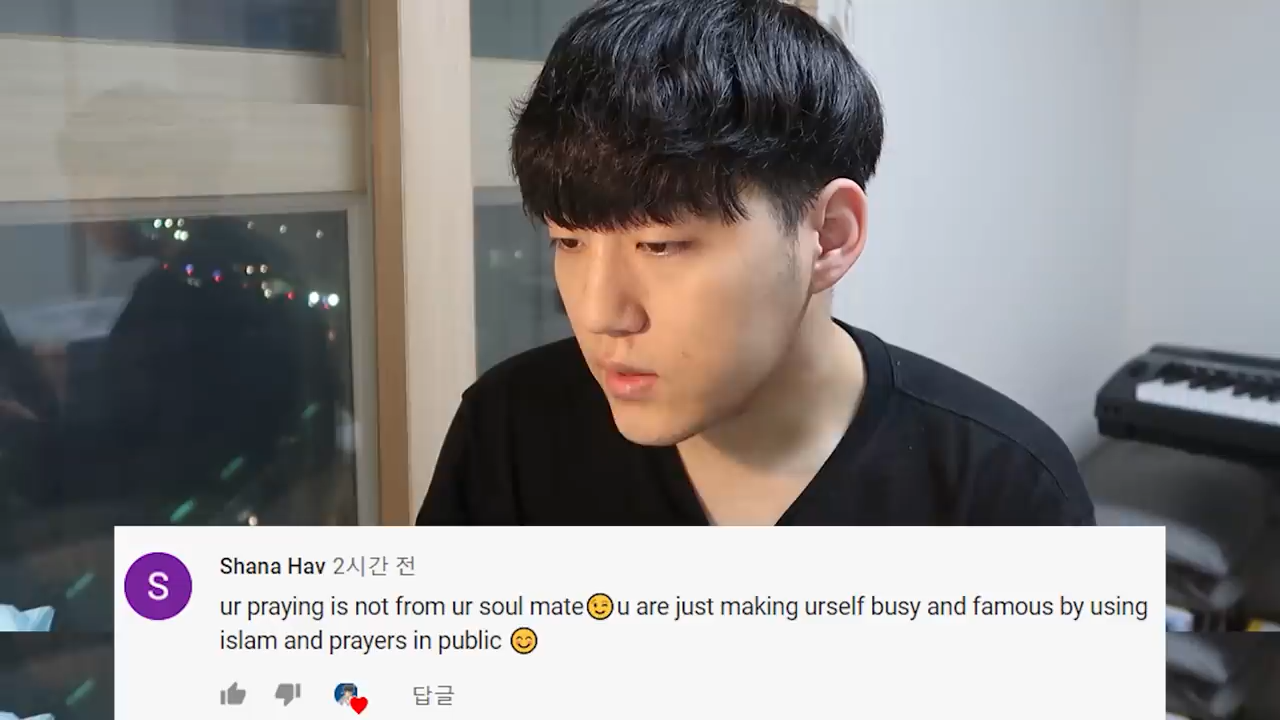 S
Shana Hav 2시간 전
ur praying is not from ur soul mate😉u are just making urself busy and famous by using
islam and prayers in public 😊
답글